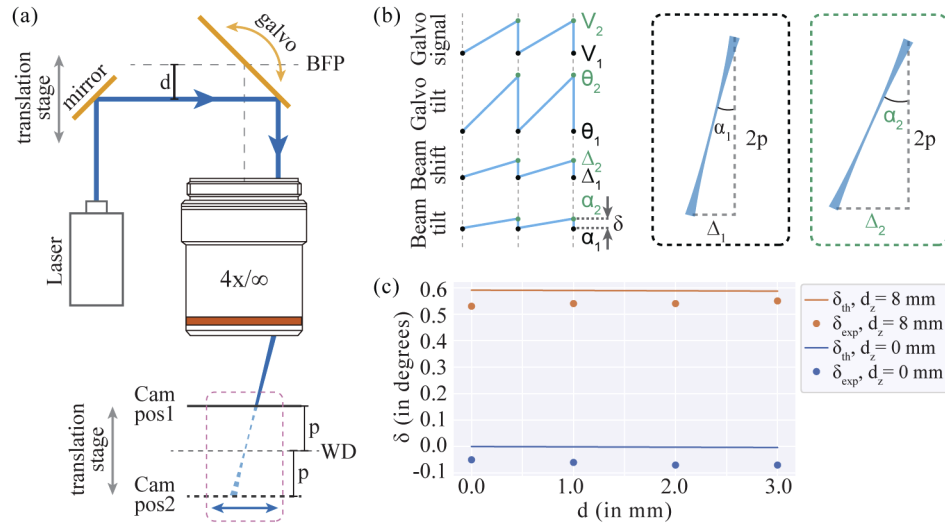 (a)
galvo
BFP
translation
stage
mirror
d
Laser
4x/∞
Cam
pos1
p
WD
translation
stage
p
Cam
pos2
(b)
Galvo
signal
V₂
V₁
Galvo
tilt
θ₂
θ₁
Beam
shift
Δ₂
Δ₁
Beam
tilt
α₂
α₁
δ
α₁
2p
Δ₁
α₂
2p
Δ₂
(c)
δ (in degrees)
0.6
0.5
0.4
0.3
0.2
0.1
0.0
-0.1
0.0 1.0 2.0 3.0
d (in mm)
δth, dz = 8 mm
δexp, dz = 8 mm
δth, dz = 0 mm
δexp, dz = 0 mm